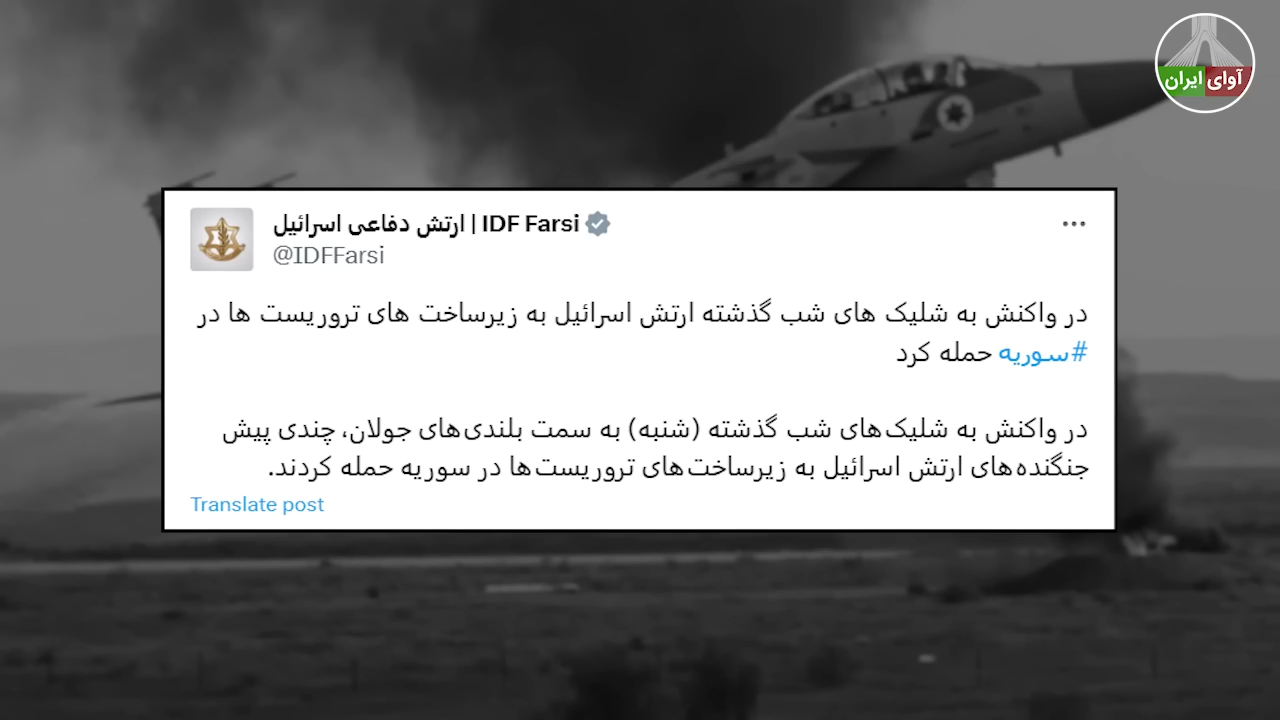 آوای ایران
ارتش دفاعی اسرائیل | IDF Farsi
@IDFFarsi
در واکنش به شلیک های شب گذشته ارتش اسرائیل به زیرساخت های تروریست ها در
#سوریه حمله کرد
در واکنش به شلیک‌های شب گذشته (شنبه) به سمت بلندی‌های جولان، چندی پیش
جنگنده‌های ارتش اسرائیل به زیرساخت‌های تروریست‌ها در سوریه حمله کردند.
Translate post